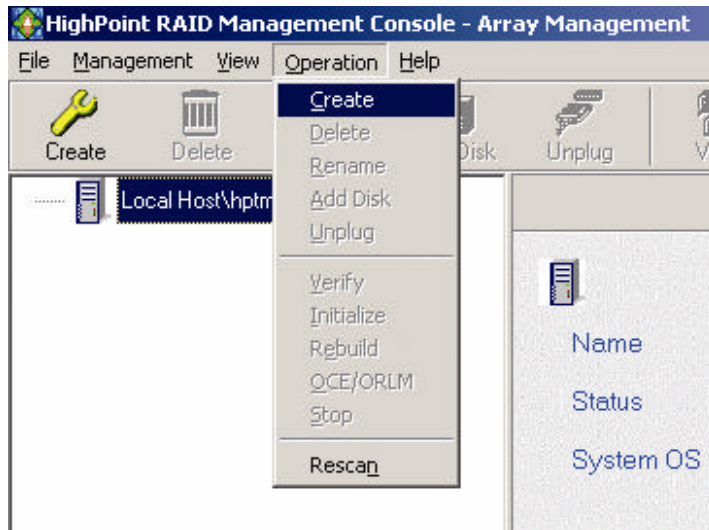 HighPoint RAID Management Console - Array Management
File Management View Operation Help
Create Delete Disk Unplug
Create
Delete
Rename
Add Disk
Unplug
Verify
Initialize
Rebuild
OCE/ORLM
Stop
Rescan
Local Host\hptm
Name
Status
System OS